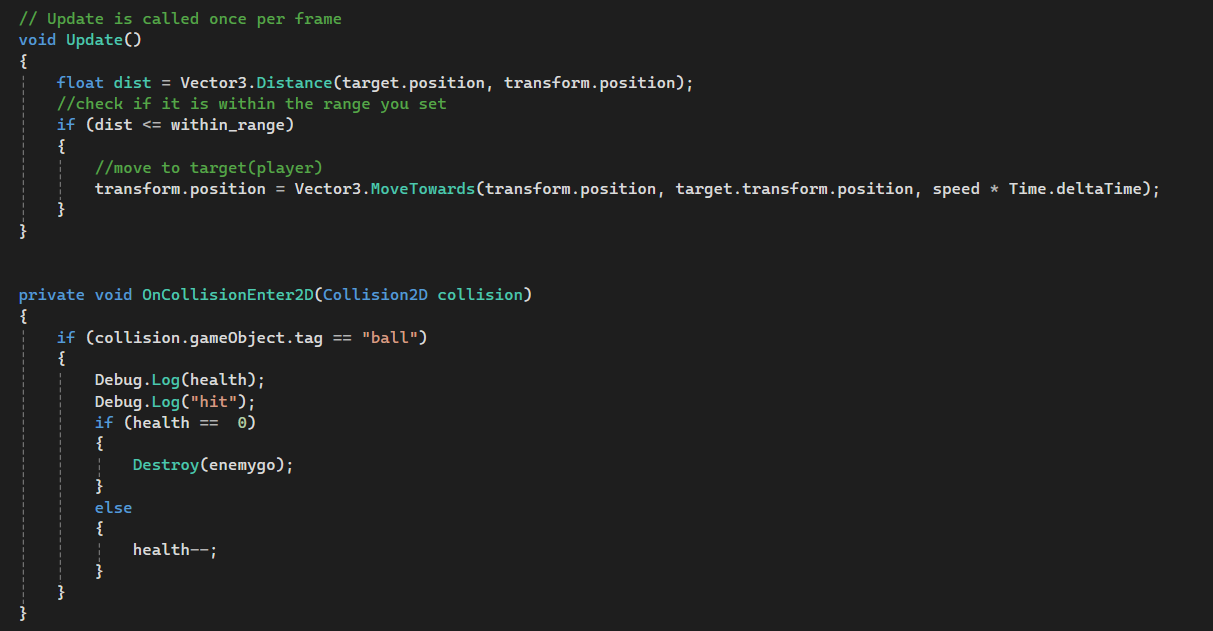 // Update is called once per frame
void Update()
{
float dist = Vector3.Distance(target.position, transform.position);
//check if it is within the range you set
if (dist <= within_range)
{
//move to target(player)
transform.position = Vector3.MoveTowards(transform.position, target.transform.position, speed * Time.deltaTime);
}
}
private void OnCollisionEnter2D(Collision2D collision)
{
if (collision.gameObject.tag == "ball")
{
Debug.Log(health);
Debug.Log("hit");
if (health ==  0)
{
Destroy(enemygo);
}
else
{
health--;
}
}
}